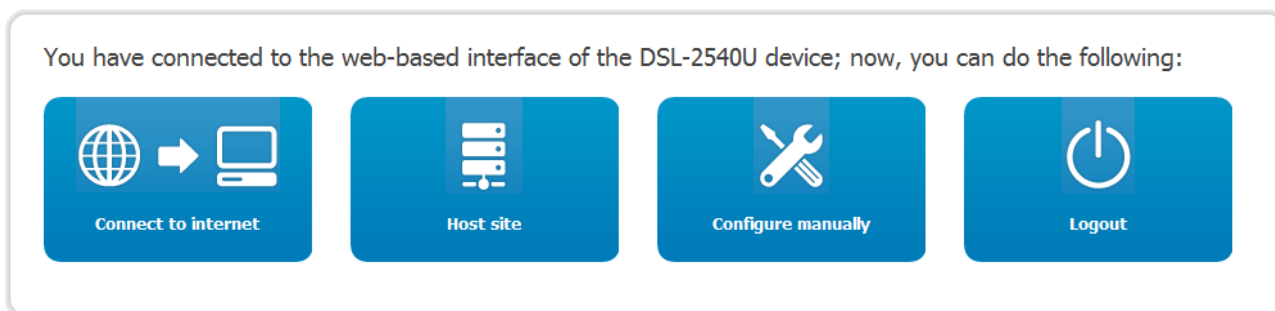 You have connected to the web-based interface of the DSL-2540U device; now, you can do the following:
Connect to internet
Host site
Configure manually
Logout